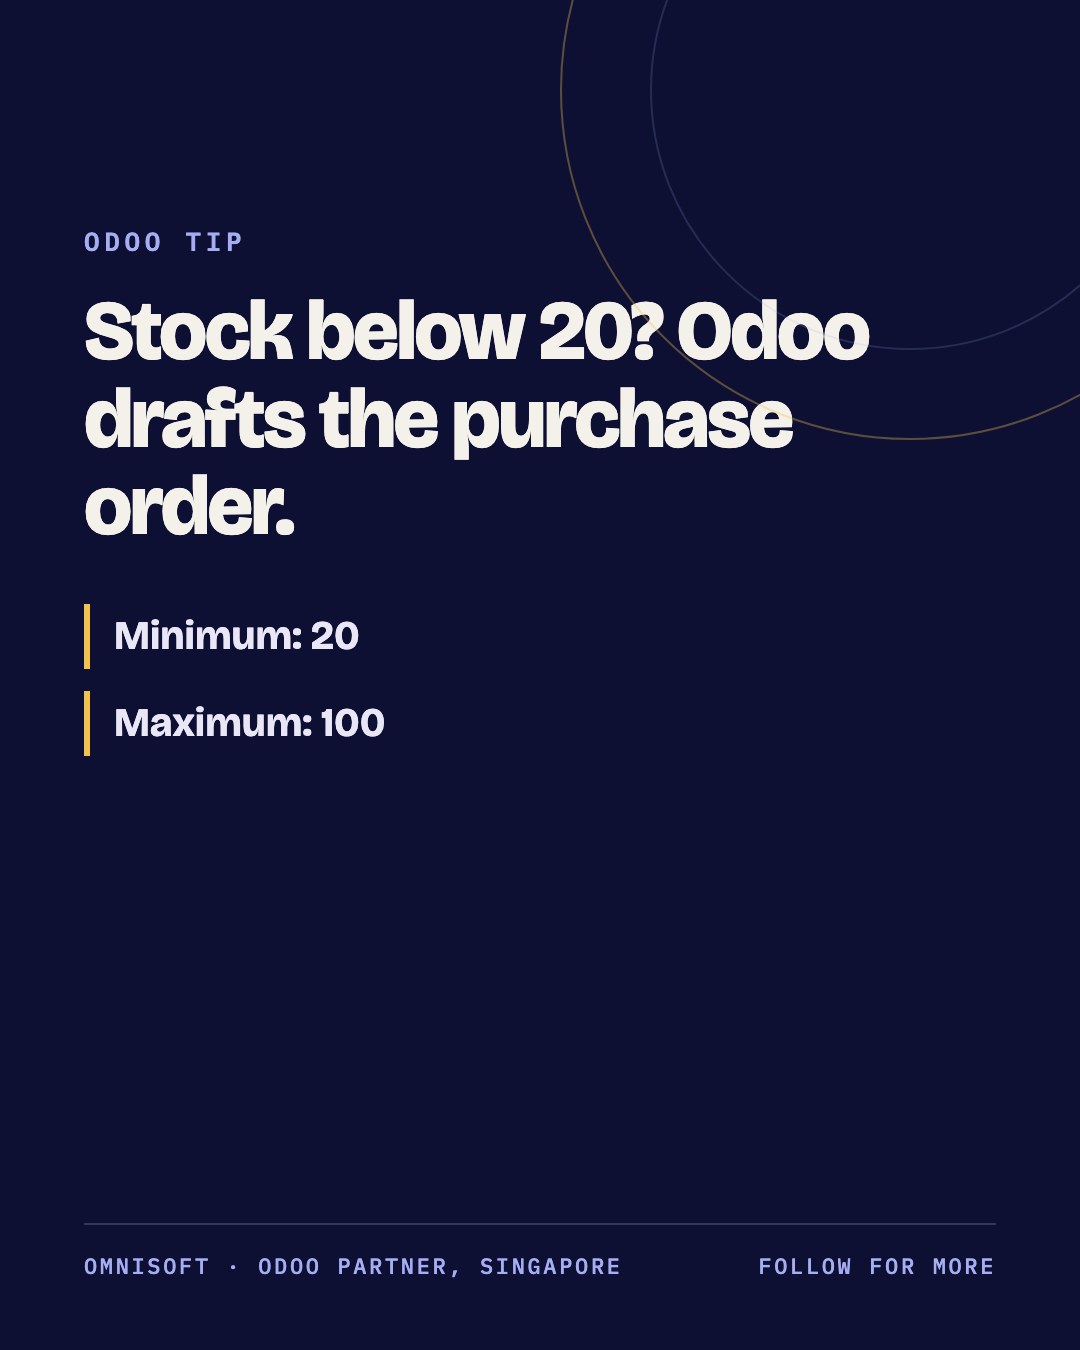 ODOO TIP
Stock below 20? Odoo
drafts the purchase
order.
Minimum: 20
Maximum: 100
OMNISOFT · ODOO PARTNER, SINGAPORE
FOLLOW FOR MORE